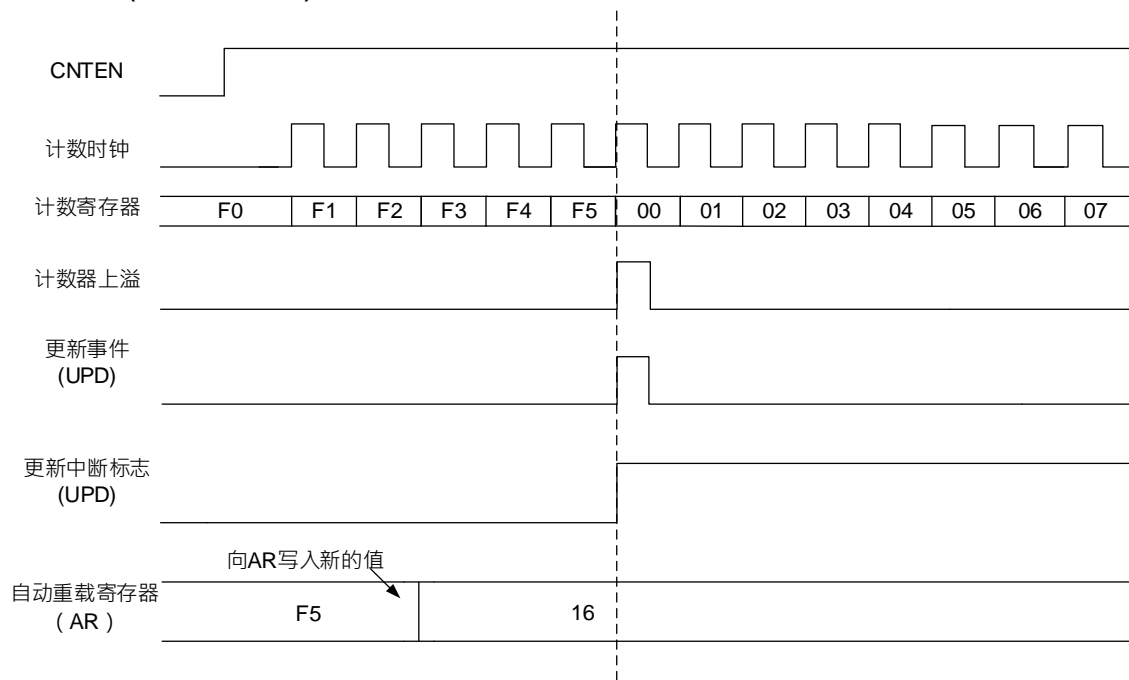 CNTEN
计数时钟
计数寄存器 F0 F1 F2 F3 F4 F5 00 01 02 03 04 05 06 07
计数器上溢
更新事件
(UPD)
更新中断标志
(UPD)
向AR写入新的值
自动重载寄存器
( AR )
F5 16